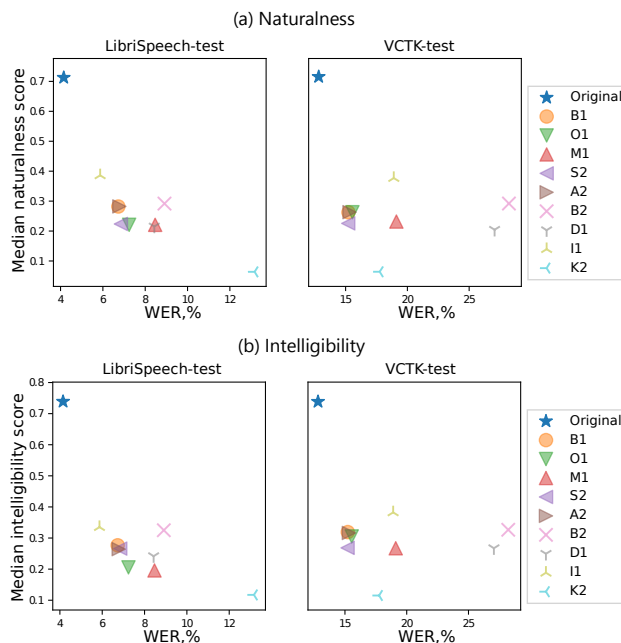 (a) Naturalness
LibriSpeech-test
VCTK-test
Median naturalness score
0.7
0.6
0.5
0.4
0.3
0.2
0.1
4 6 8 10 12
WER,%
15 20 25
WER,%
Original
B1
O1
M1
S2
A2
B2
D1
I1
K2
(b) Intelligibility
LibriSpeech-test
VCTK-test
Median intelligibility score
0.8
0.7
0.6
0.5
0.4
0.3
0.2
0.1
4 6 8 10 12
WER,%
15 20 25
WER,%
Original
B1
O1
M1
S2
A2
B2
D1
I1
K2